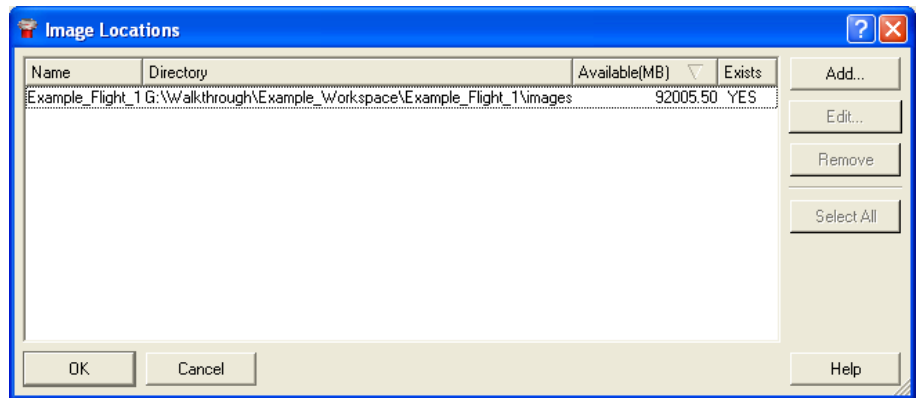 Image Locations
Name Directory Available(MB) Exists
Example_Flight_1 G:\Walkthrough\Example_Workspace\Example_Flight_1\images 92005.50 YES
Add...
Edit...
Remove
Select All
OK Cancel Help